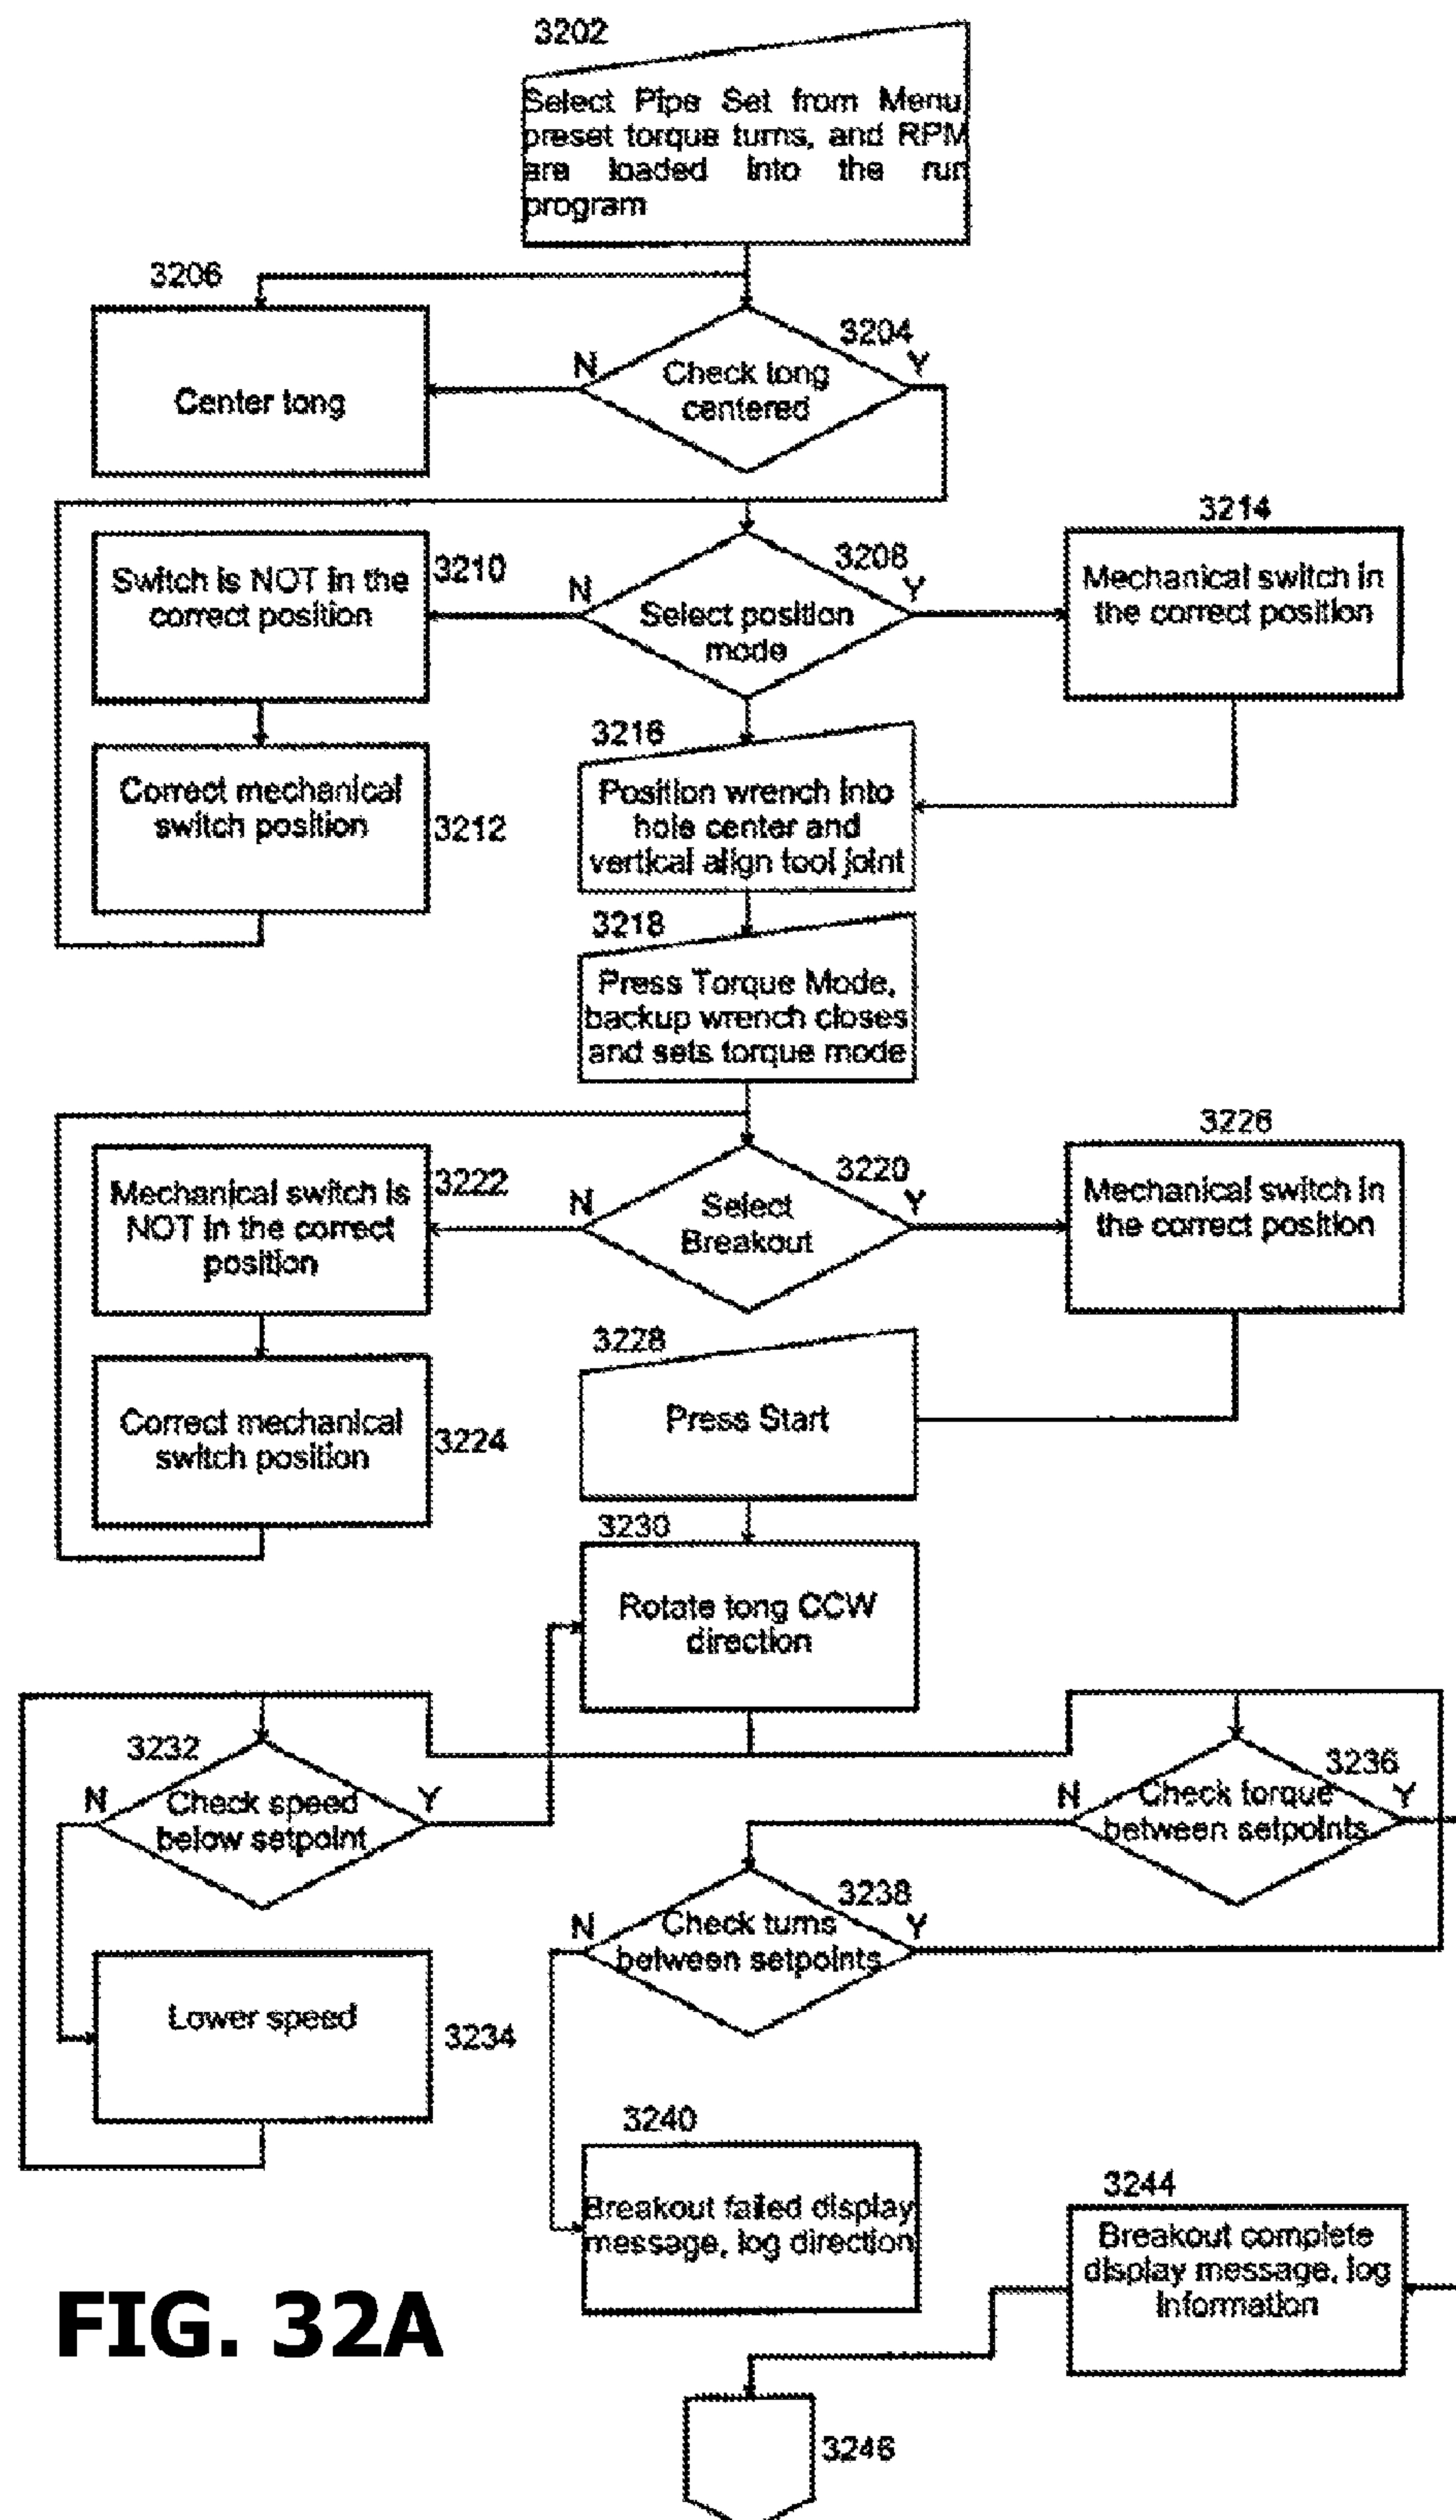 3202
Select Pipe Set from Menu
preset torque turns, and RPM
are loaded into the run
program
3206
Center tong
3204
N
Y
Check tong
centered
3210
Switch is NOT in the
correct position
3208
N
Y
Select position
mode
3214
Mechanical switch in
the correct position
3212
Correct mechanical
switch position
3216
Position wrench into
hole center and
vertical align tool joint
3218
Press Torque Mode,
backup wrench closes
and sets torque mode
3222
Mechanical switch is
NOT in the correct
position
3220
N
Y
Select
Breakout
3226
Mechanical switch in
the correct position
3224
Correct mechanical
switch position
3228
Press Start
3230
Rotate tong CCW
direction
3232
N
Y
Check speed
below setpoint
3236
N
Y
Check torque
between setpoints
3238
N
Y
Check turns
between setpoints
Lower speed
3234
3240
Breakout failed display
message, log direction
3244
Breakout complete
display message, log
information
FIG. 32A
3246